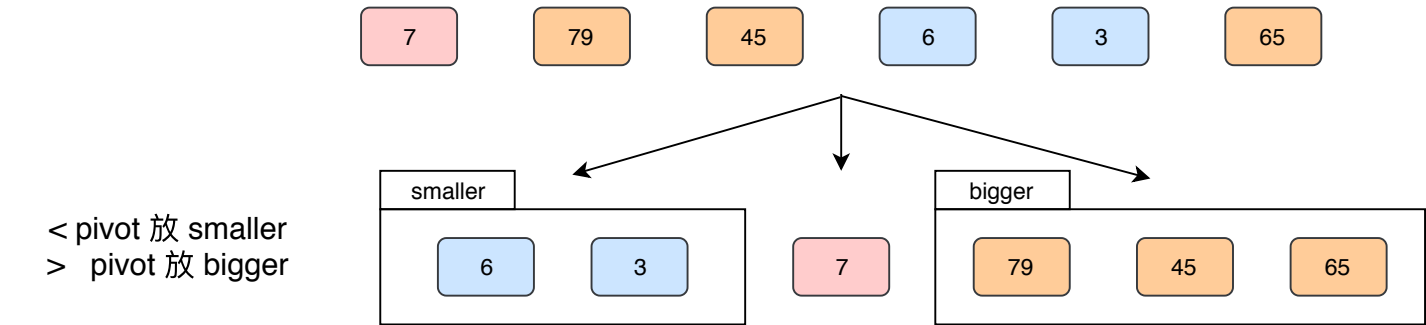 7 79 45 6 3 65
smaller bigger
< pivot 放 smaller
> pivot 放 bigger
6 3 7 79 45 65